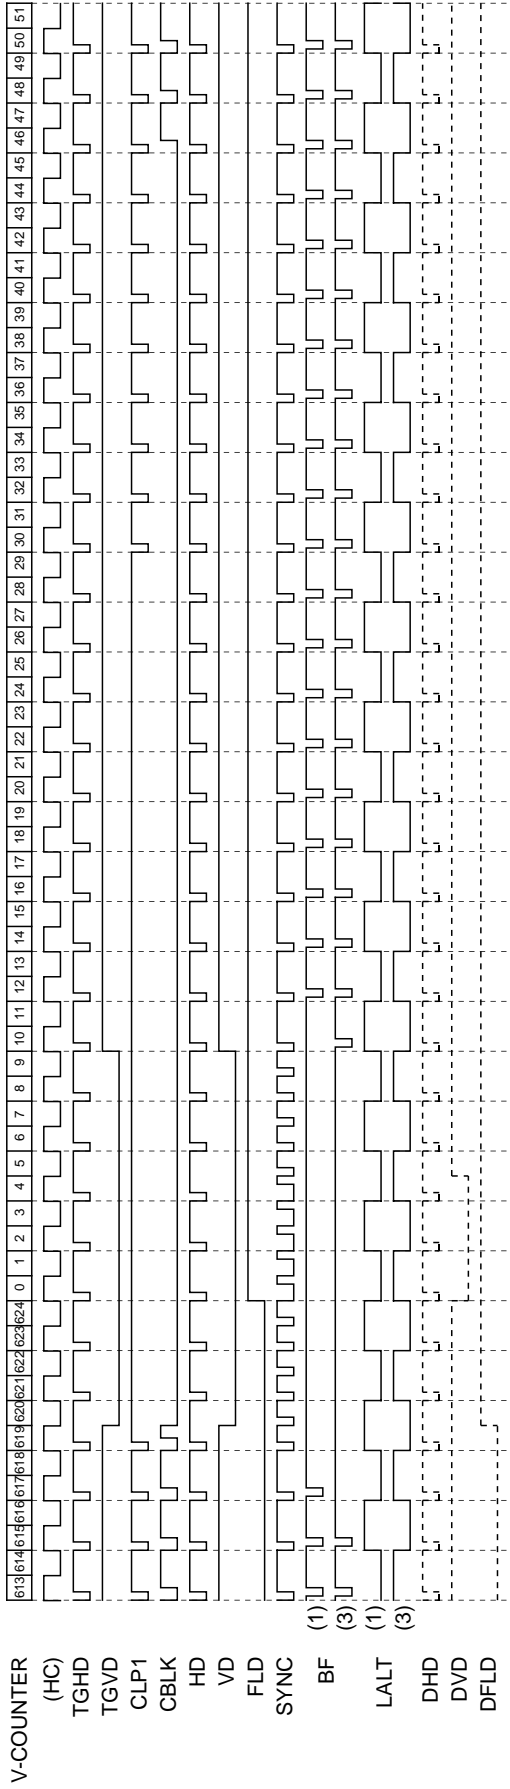 V-COUNTER 613 614 615 616 617 618 619 620 621 622 623 624 0 1 2 3 4 5 6 7 8 9 10 11 12 13 14 15 16 17 18 19 20 21 22 23 24 25 26 27 28 29 30 31 32 33 34 35 36 37 38 39 40 41 42 43 44 45 46 47 48 49 50 51
(HC)
TGHD
TGVD
CLP1
CBLK
HD
VD
FLD
SYNC
(1)
BF
(3)
(1)
LALT
(3)
DHD
DVD
DFLD